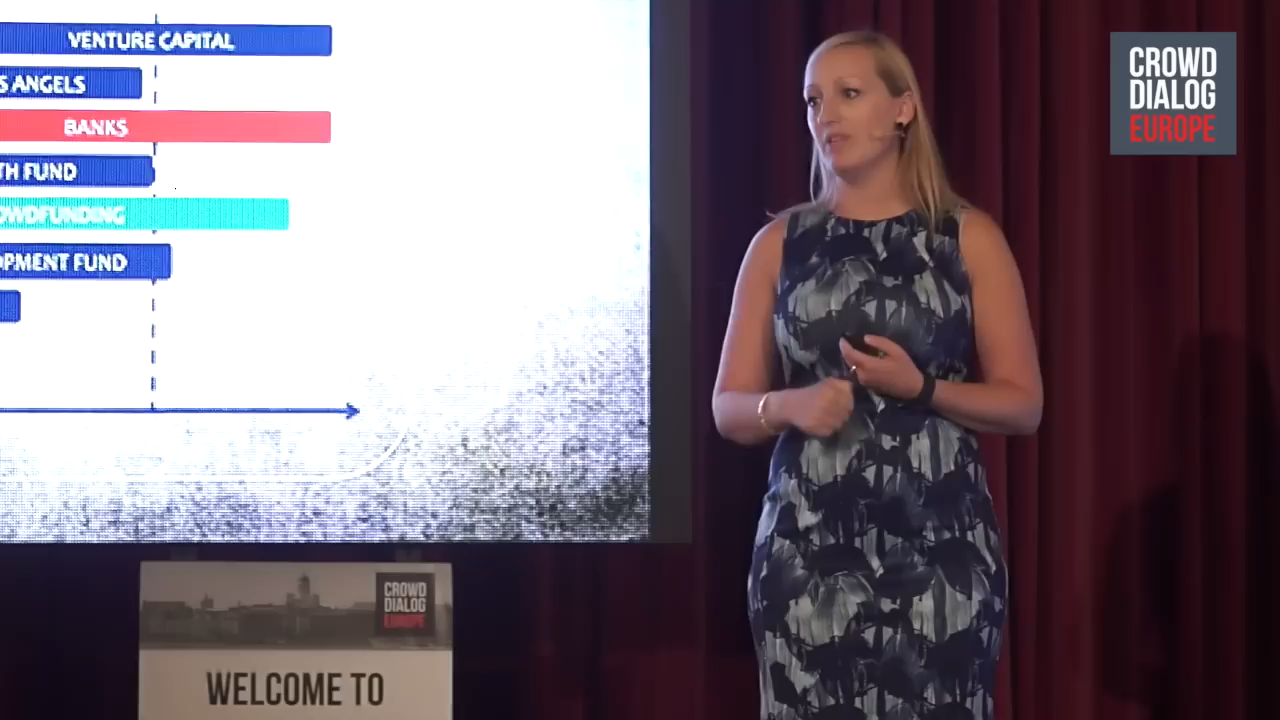 VENTURE CAPITAL
S ANGELS
BANKS
TH FUND
OWDFUNDING
OPMENT FUND
CROWD
DIALOG
EUROPE
CROWD
DIALOG
EUROPE
WELCOME TO